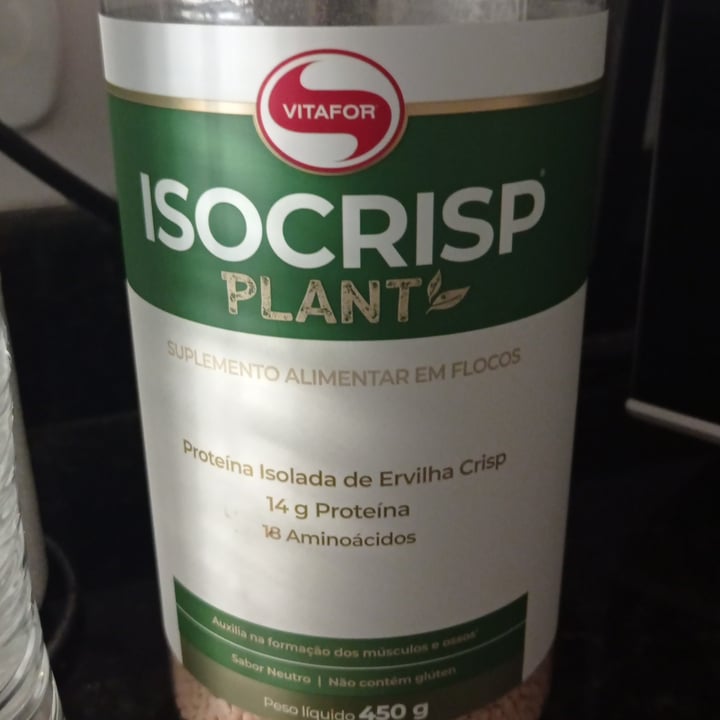 VITAFOR
ISOCRISP
PLANT
SUPLEMENTO ALIMENTAR EM FLOCOS
Proteína Isolada de Ervilha Crisp
14 g Proteína
18 Aminoácidos
Auxilia na formação dos músculos e ossos
Sabor Neutro | Não contém glúten
Peso líquido 450 g